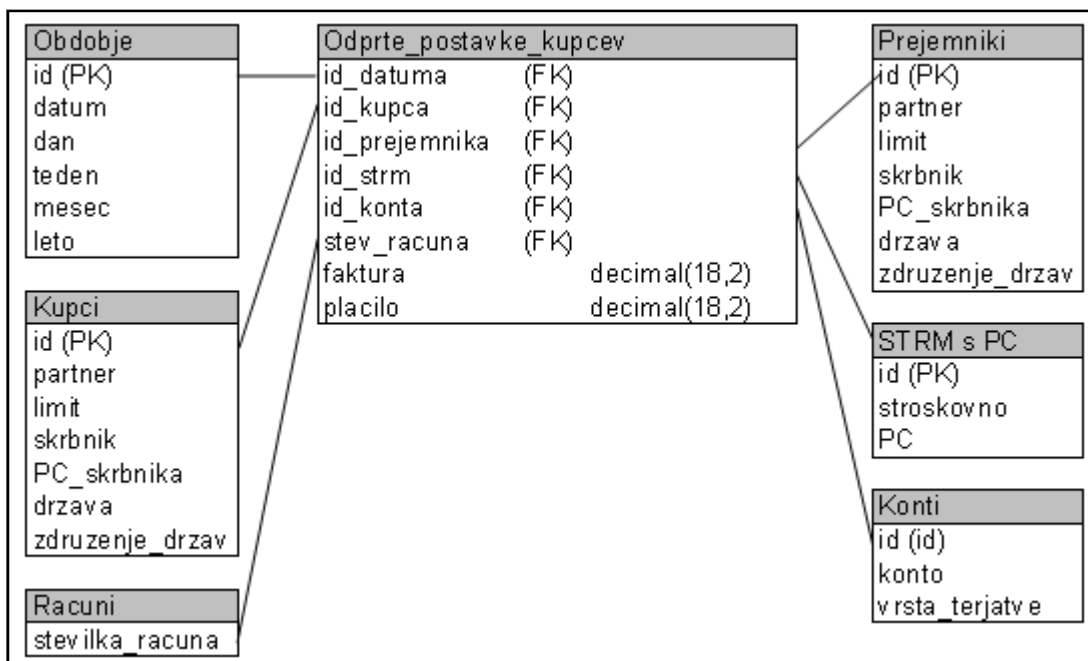 Obdobje
id (PK)
datum
dan
teden
mesec
leto
Kupci
id (PK)
partner
limit
skrbnik
PC_skrbnika
drzava
zdruzenje_drzav
Racuni
stevilka_racuna
Odprte_postavke_kupcev
id_datuma (FK)
id_kupca (FK)
id_prejemnika (FK)
id_strm (FK)
id_konta (FK)
stev_racuna (FK)
faktura decimal(18,2)
placilo decimal(18,2)
Prejemniki
id (PK)
partner
limit
skrbnik
PC_skrbnika
drzava
zdruzenje_drzav
STRM s PC
id (PK)
stroskovno
PC
Konti
id (id)
konto
vrsta_terjatve